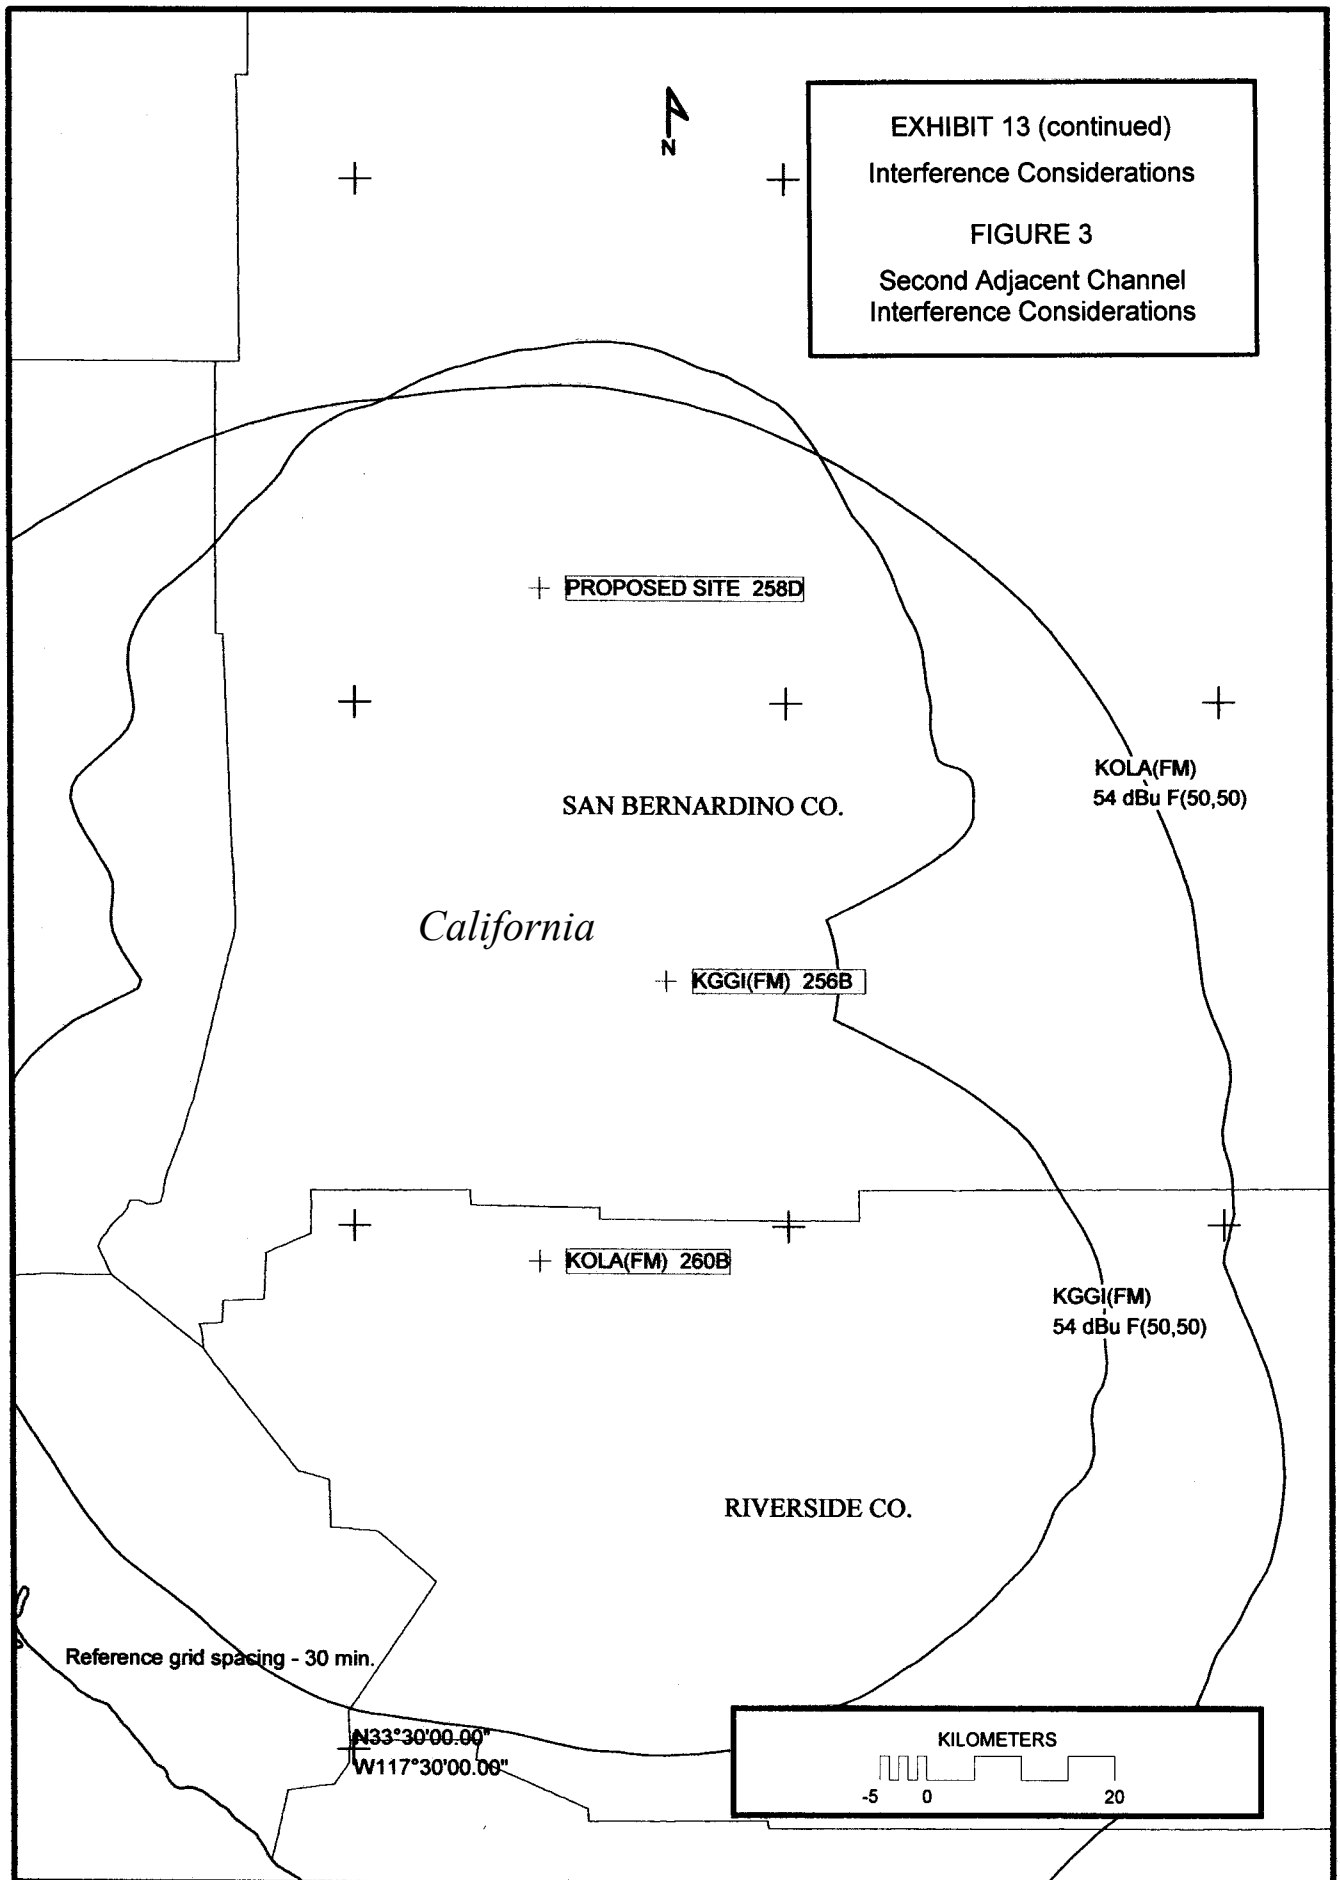 EXHIBIT 13 (continued)
Interference Considerations
FIGURE 3
Second Adjacent Channel
Interference Considerations
N
PROPOSED SITE 258D
KOLA(FM)
54 dBu F(50,50)
SAN BERNARDINO CO.
California
KGGI(FM) 256B
KOLA(FM) 260B
KGGI(FM)
54 dBu F(50,50)
RIVERSIDE CO.
Reference grid spacing - 30 min.
N33°30'00.00"
W117°30'00.00"
KILOMETERS
-5 0 20